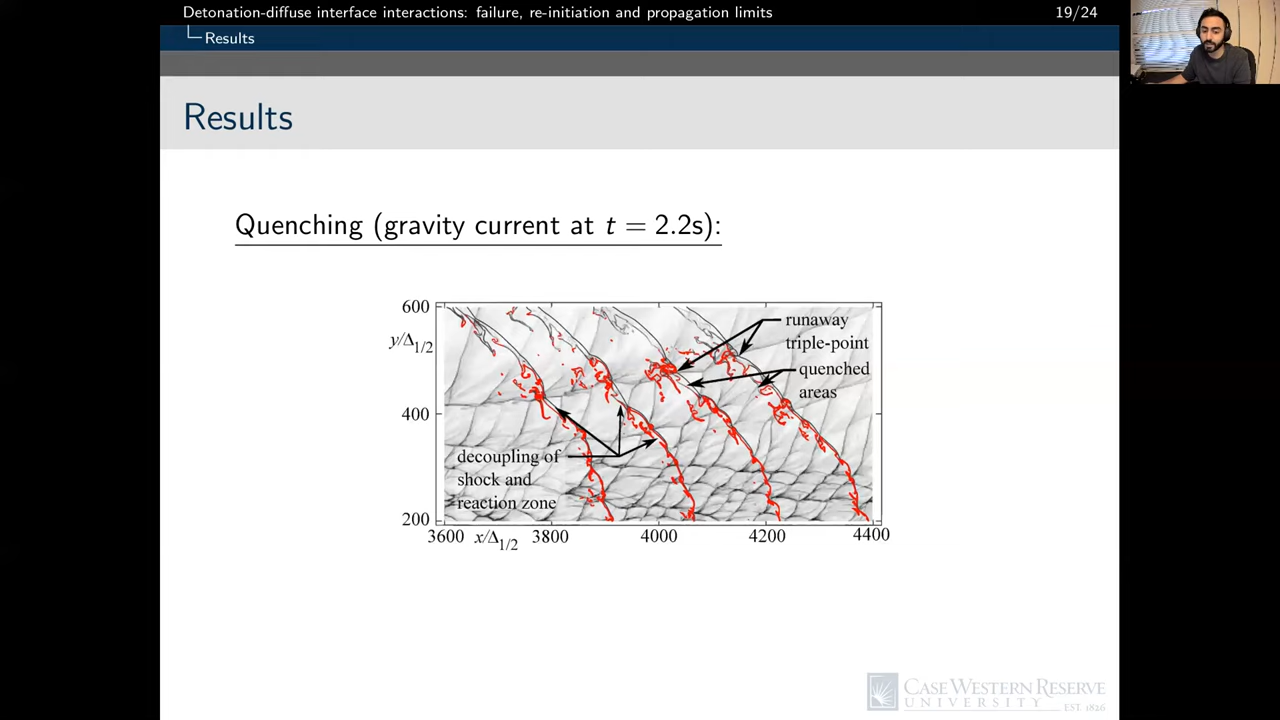 Detonation-diffuse interface interactions: failure, re-initiation and propagation limits
19/24
Results
Results
Quenching (gravity current at t = 2.2s):
600
y/Δ1/2
400
200
runaway
triple-point
quenched
areas
decoupling of
shock and
reaction zone
3600 x/Δ1/2 3800 4000 4200 4400
CASE WESTERN RESERVE
UNIVERSITY EST. 1826